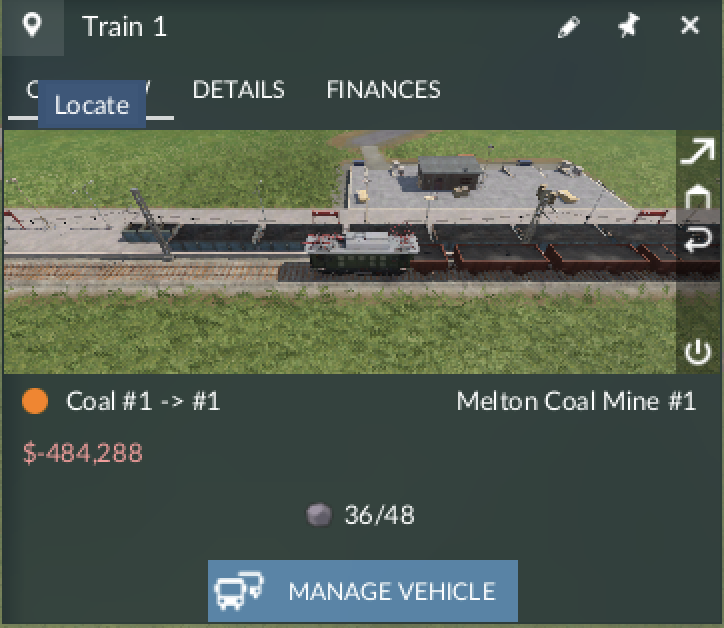 Train 1
DETAILS FINANCES
Locate
Coal #1 -> #1 Melton Coal Mine #1
$-484,288
36/48
MANAGE VEHICLE